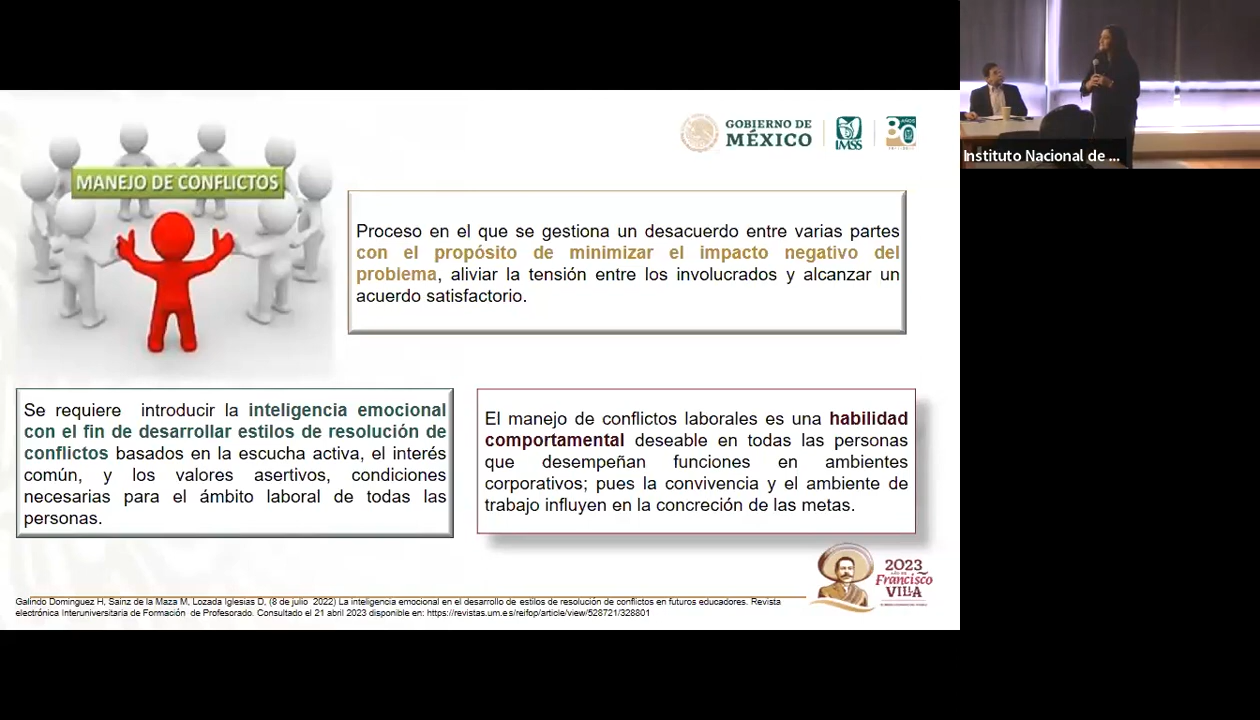 GOBIERNO DE
MÉXICO
IMSS
AÑOS
Instituto Nacional de ...
MANEJO DE CONFLICTOS
Proceso en el que se gestiona un desacuerdo entre varias partes
con el propósito de minimizar el impacto negativo del
problema, aliviar la tensión entre los involucrados y alcanzar un
acuerdo satisfactorio.
Se requiere introducir la inteligencia emocional
con el fin de desarrollar estilos de resolución de
conflictos basados en la escucha activa, el interés
común, y los valores asertivos, condiciones
necesarias para el ámbito laboral de todas las
personas.
El manejo de conflictos laborales es una habilidad
comportamental deseable en todas las personas
que desempeñan funciones en ambientes
corporativos; pues la convivencia y el ambiente de
trabajo influyen en la concreción de las metas.
2023
Francisco
VILLA
Galindo Domínguez H, Sainz de la Maza M, Lozada Iglesias D, (8 de julio 2022) La inteligencia emocional en el desarrollo de estilos de resolución de conflictos en futuros educadores. Revista
electrónica Interuniversitaria de Formación de Profesorado. Consultado el 21 abril 2023 disponible en: https://revistas.um.es/reifop/article/view/528721/328801